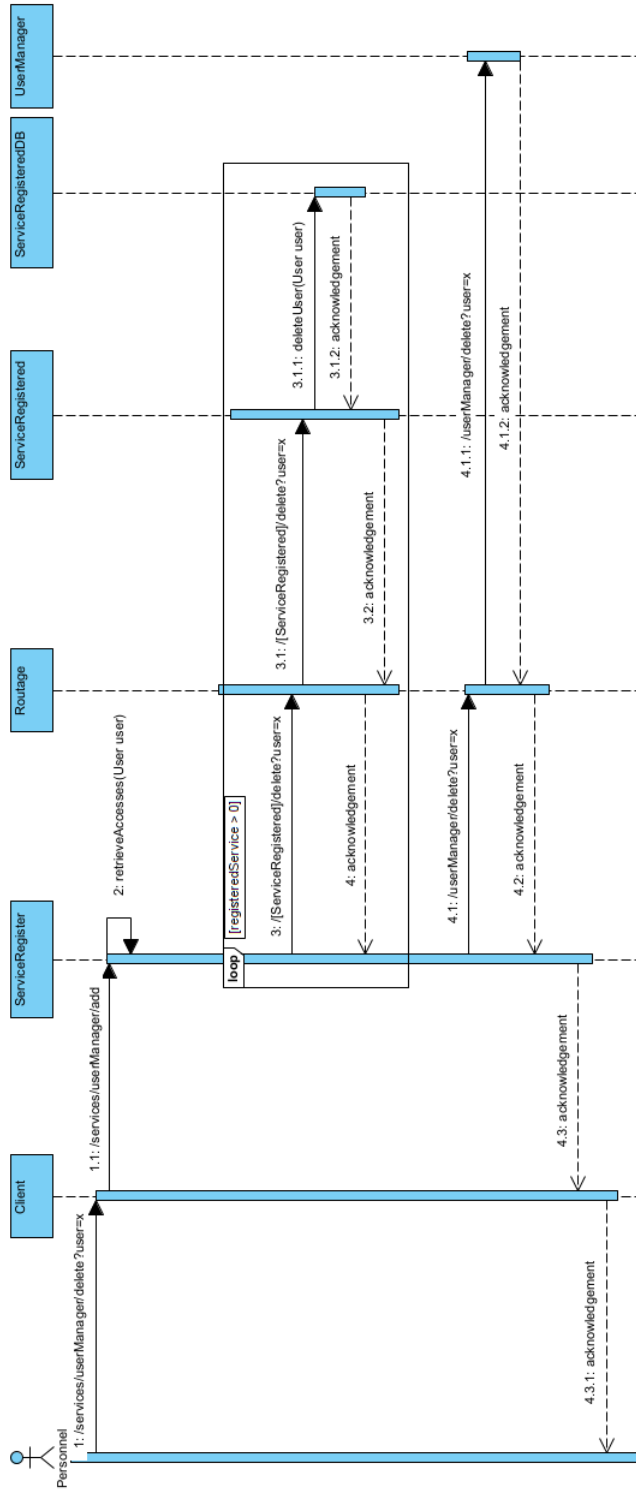 Personnel
Client
ServiceRegister
Routage
ServiceRegistered
ServiceRegisteredDB
UserManager
1: /services/userManager/delete?user=x
1.1: /services/userManager/add
2: retrieveAccesses(User user)
loop
[registeredService > 0]
3: /[ServiceRegistered]/delete?user=x
3.1: /[ServiceRegistered]/delete?user=x
3.1.1: deleteUser(User user)
3.1.2: acknowledgement
3.2: acknowledgement
4: acknowledgement
4.1: /userManager/delete?user=x
4.1.1: /userManager/delete?user=x
4.1.2: acknowledgement
4.2: acknowledgement
4.3: acknowledgement
4.3.1: acknowledgement